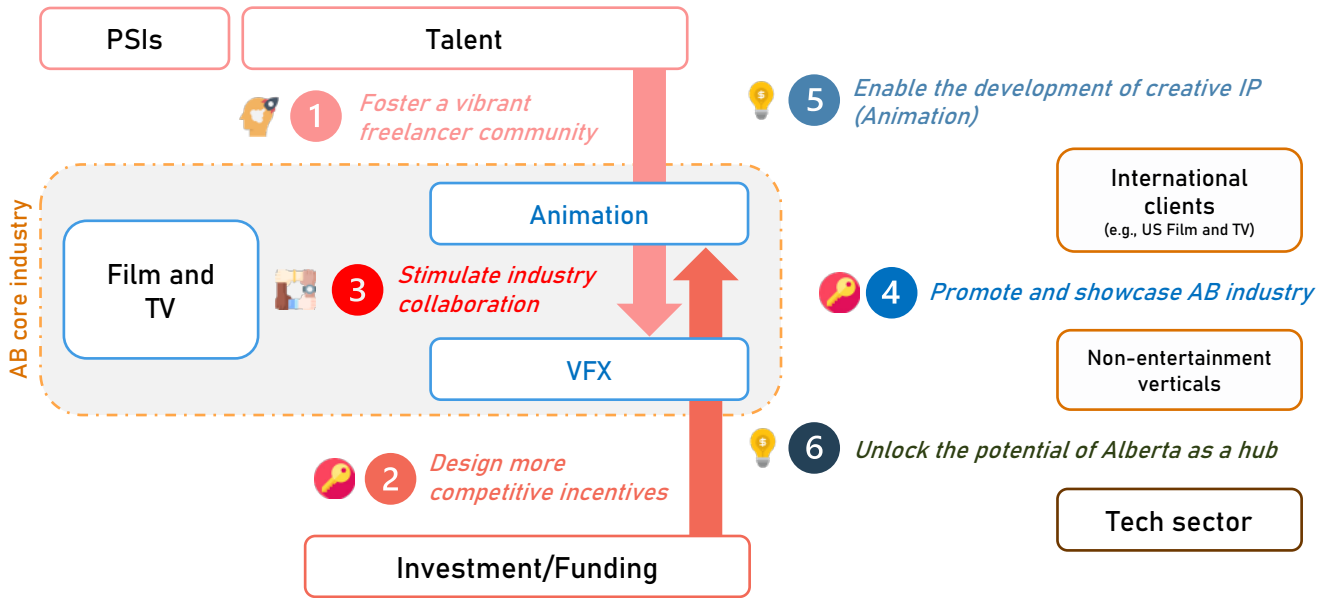 PSIs
Talent
1
Foster a vibrant
freelancer community
5
Enable the development of creative IP
(Animation)
AB core industry
Film and
TV
Animation
3
Stimulate industry
collaboration
VFX
International
clients
(e.g., US Film and TV)
4
Promote and showcase AB industry
Non-entertainment
verticals
2
Design more
competitive incentives
6
Unlock the potential of Alberta as a hub
Tech sector
Investment/Funding